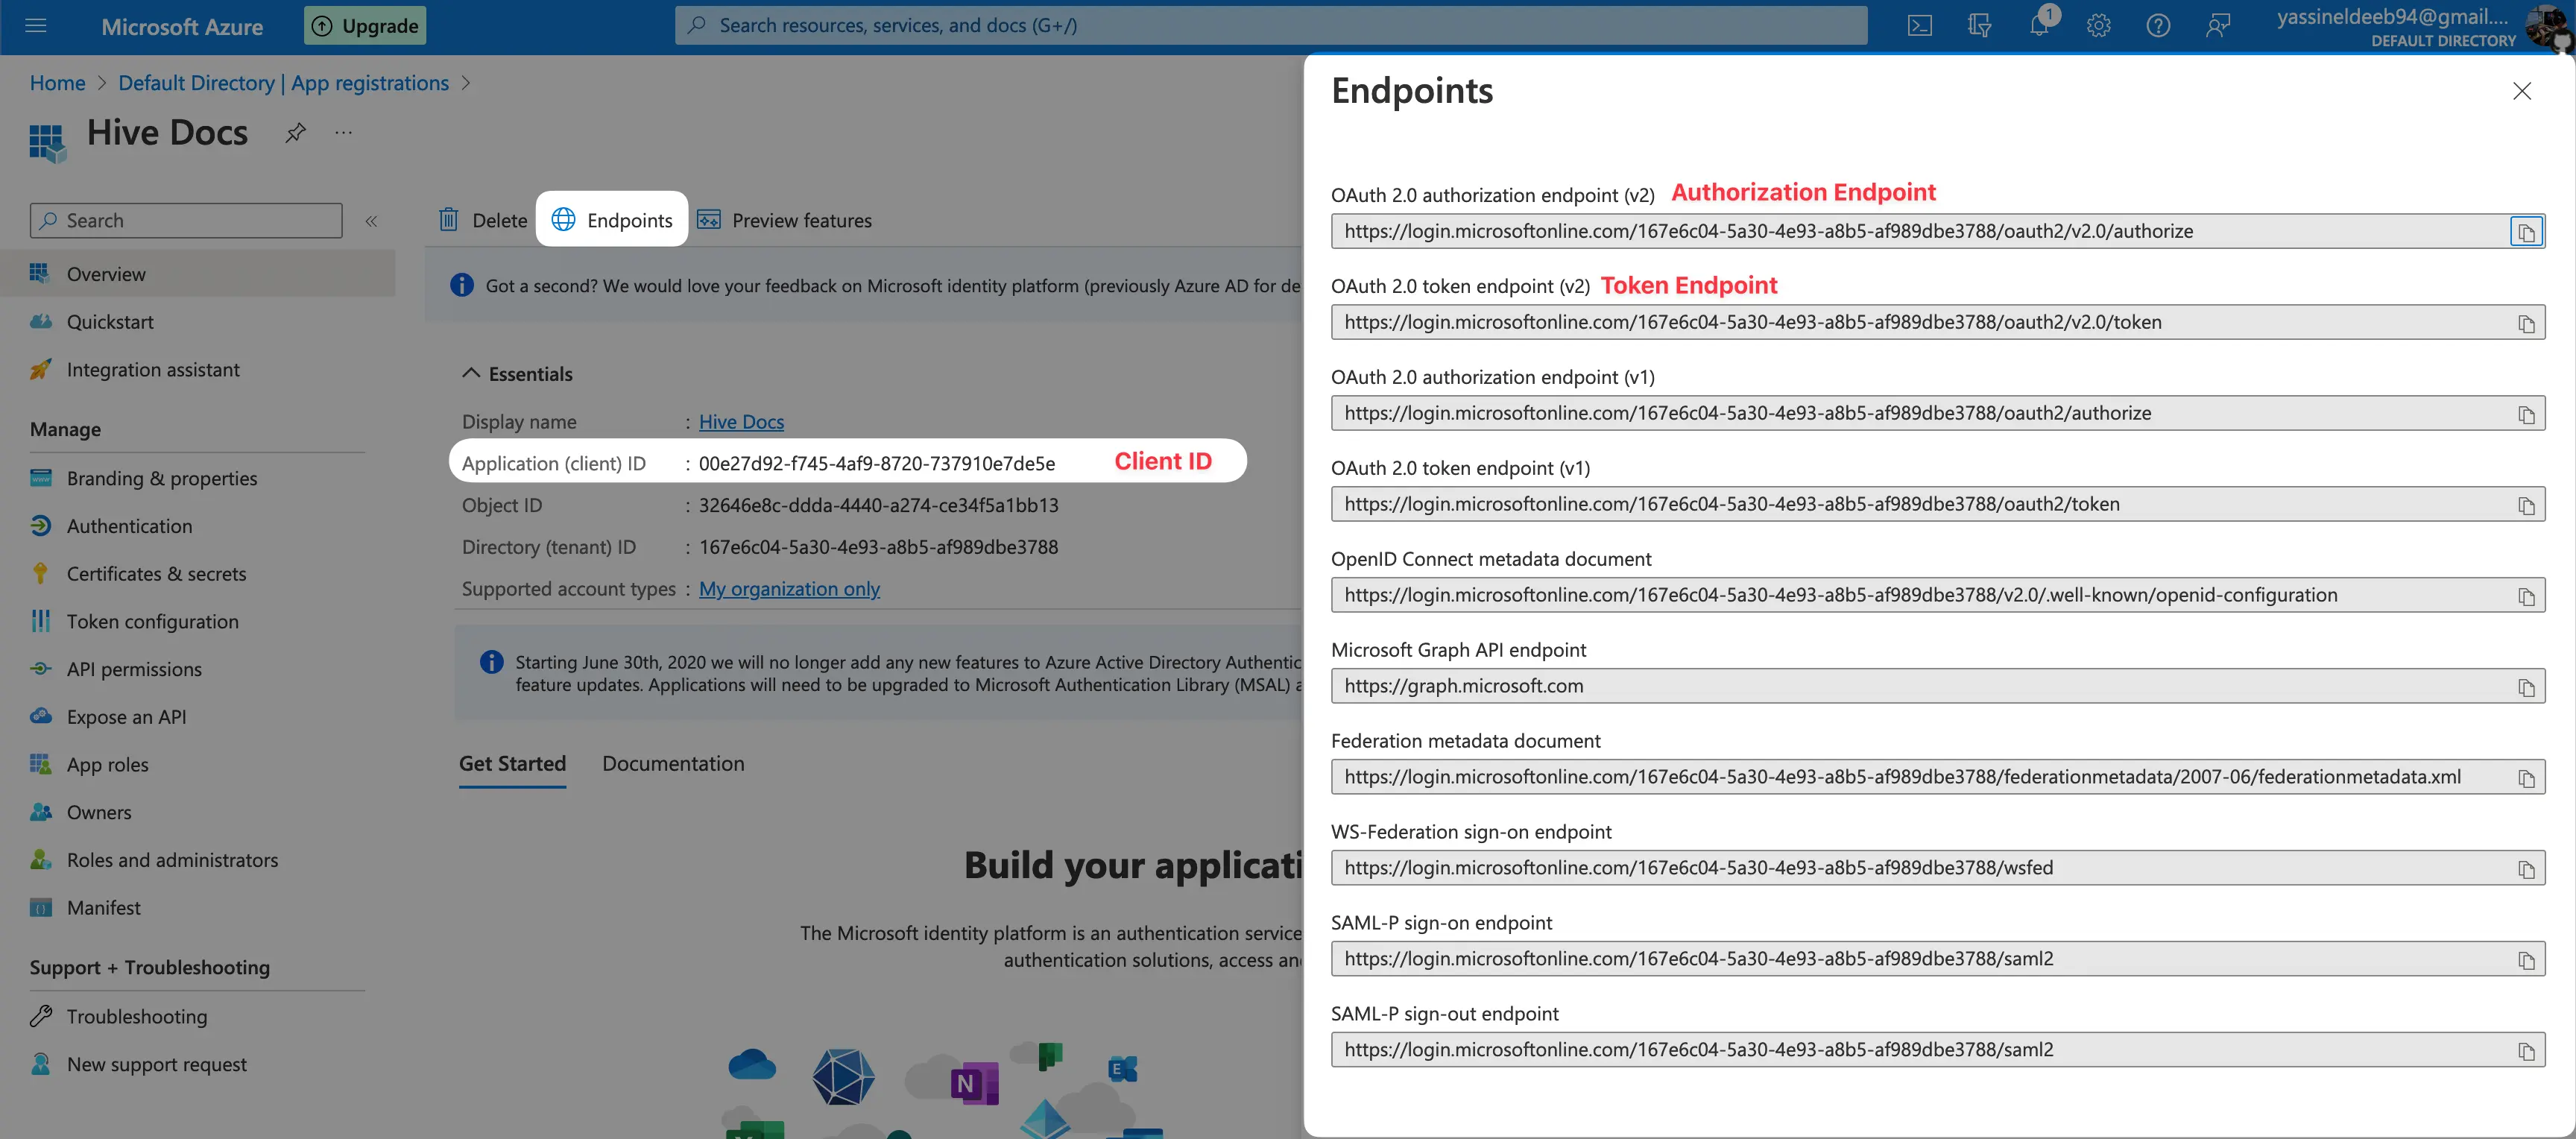 Microsoft Azure
Upgrade
Search resources, services, and docs (G+/)
1
yassineldeeb94@gmail....
DEFAULT DIRECTORY
Home > Default Directory | App registrations >
Hive Docs
Search
Overview
Quickstart
Integration assistant
Manage
Branding & properties
Authentication
Certificates & secrets
Token configuration
API permissions
Expose an API
App roles
Owners
Roles and administrators
Manifest
Support + Troubleshooting
Troubleshooting
New support request
Delete
Endpoints
Preview features
Got a second? We would love your feedback on Microsoft identity platform (previously Azure AD for de
Essentials
Display name : Hive Docs
Application (client) ID : 00e27d92-f745-4af9-8720-737910e7de5e Client ID
Object ID : 32646e8c-ddda-4440-a274-ce34f5a1bb13
Directory (tenant) ID : 167e6c04-5a30-4e93-a8b5-af989dbe3788
Supported account types : My organization only
Starting June 30th, 2020 we will no longer add any new features to Azure Active Directory Authentic
feature updates. Applications will need to be upgraded to Microsoft Authentication Library (MSAL) a
Get Started
Documentation
Build your applicati
The Microsoft identity platform is an authentication service
authentication solutions, access an
N
E
Endpoints
OAuth 2.0 authorization endpoint (v2) Authorization Endpoint
https://login.microsoftonline.com/167e6c04-5a30-4e93-a8b5-af989dbe3788/oauth2/v2.0/authorize
OAuth 2.0 token endpoint (v2) Token Endpoint
https://login.microsoftonline.com/167e6c04-5a30-4e93-a8b5-af989dbe3788/oauth2/v2.0/token
OAuth 2.0 authorization endpoint (v1)
https://login.microsoftonline.com/167e6c04-5a30-4e93-a8b5-af989dbe3788/oauth2/authorize
OAuth 2.0 token endpoint (v1)
https://login.microsoftonline.com/167e6c04-5a30-4e93-a8b5-af989dbe3788/oauth2/token
OpenID Connect metadata document
https://login.microsoftonline.com/167e6c04-5a30-4e93-a8b5-af989dbe3788/v2.0/.well-known/openid-configuration
Microsoft Graph API endpoint
https://graph.microsoft.com
Federation metadata document
https://login.microsoftonline.com/167e6c04-5a30-4e93-a8b5-af989dbe3788/federationmetadata/2007-06/federationmetadata.xml
WS-Federation sign-on endpoint
https://login.microsoftonline.com/167e6c04-5a30-4e93-a8b5-af989dbe3788/wsfed
SAML-P sign-on endpoint
https://login.microsoftonline.com/167e6c04-5a30-4e93-a8b5-af989dbe3788/saml2
SAML-P sign-out endpoint
https://login.microsoftonline.com/167e6c04-5a30-4e93-a8b5-af989dbe3788/saml2